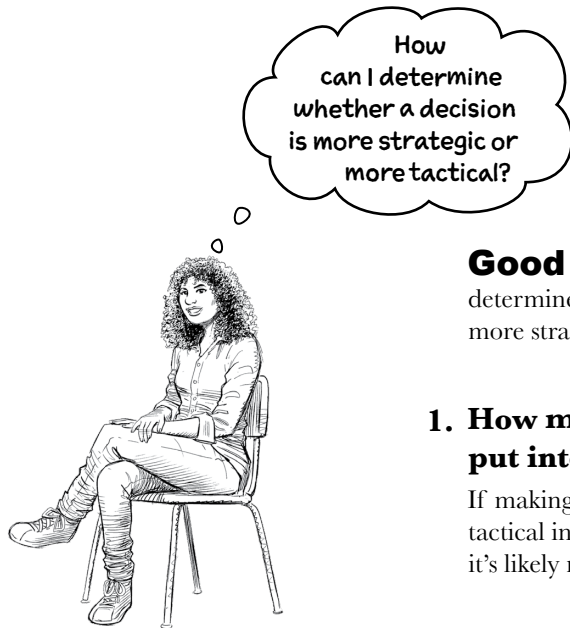 How
can I determine
whether a decision
is more strategic or
more tactical?
Good
determine
more stra
1. How m
put int
If making
tactical in
it's likely